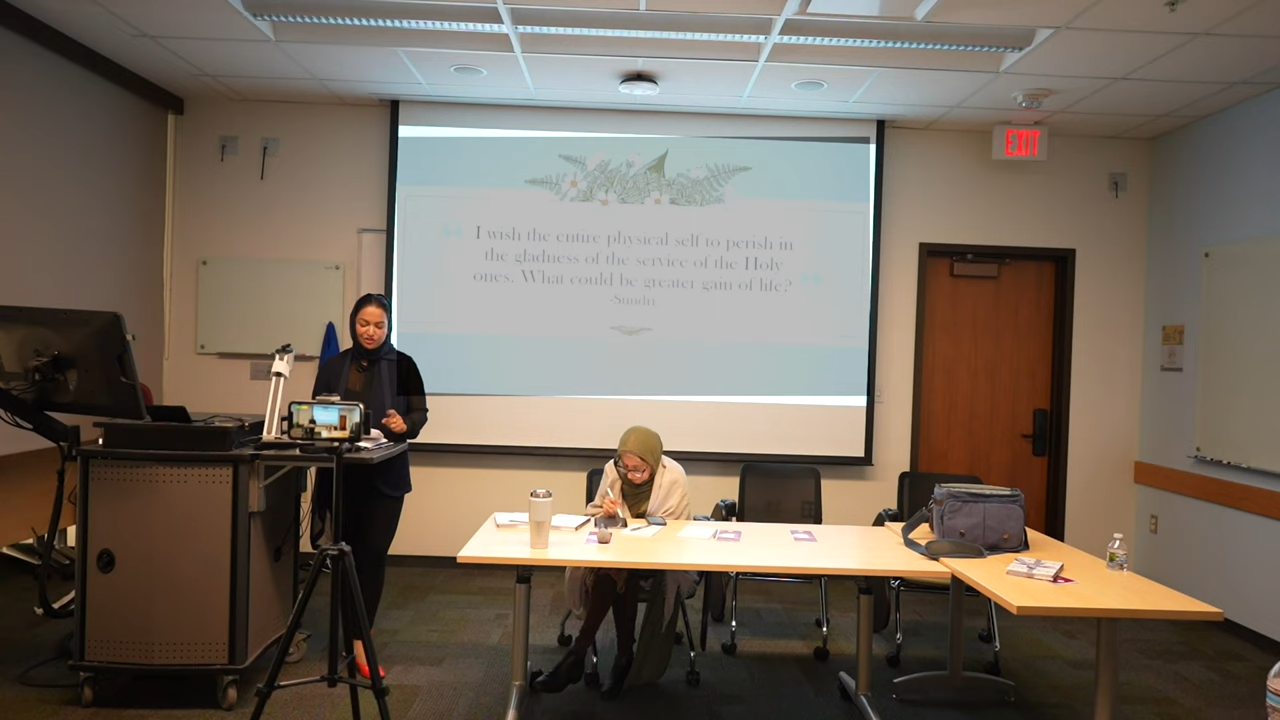 I wish the entire physical self to perish in
the gladness of the service of the Holy
ones. What could be greater gain of life?
-Sundri
EXIT